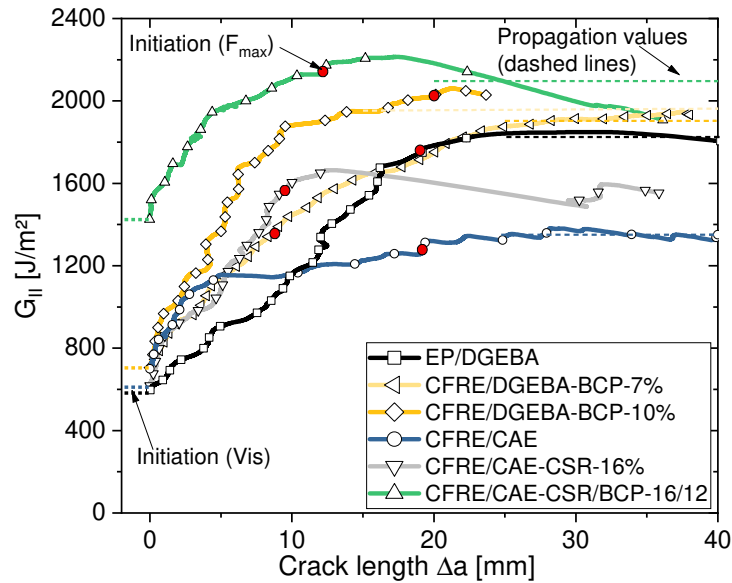 2400
2000
1600
1200
800
400
0
G_II [J/m²]
Initiation (F_max)
Propagation values
(dashed lines)
Initiation (Vis)
EP/DGEBA
CFRE/DGEBA-BCP-7%
CFRE/DGEBA-BCP-10%
CFRE/CAE
CFRE/CAE-CSR-16%
CFRE/CAE-CSR/BCP-16/12
0 10 20 30 40
Crack length Δa [mm]